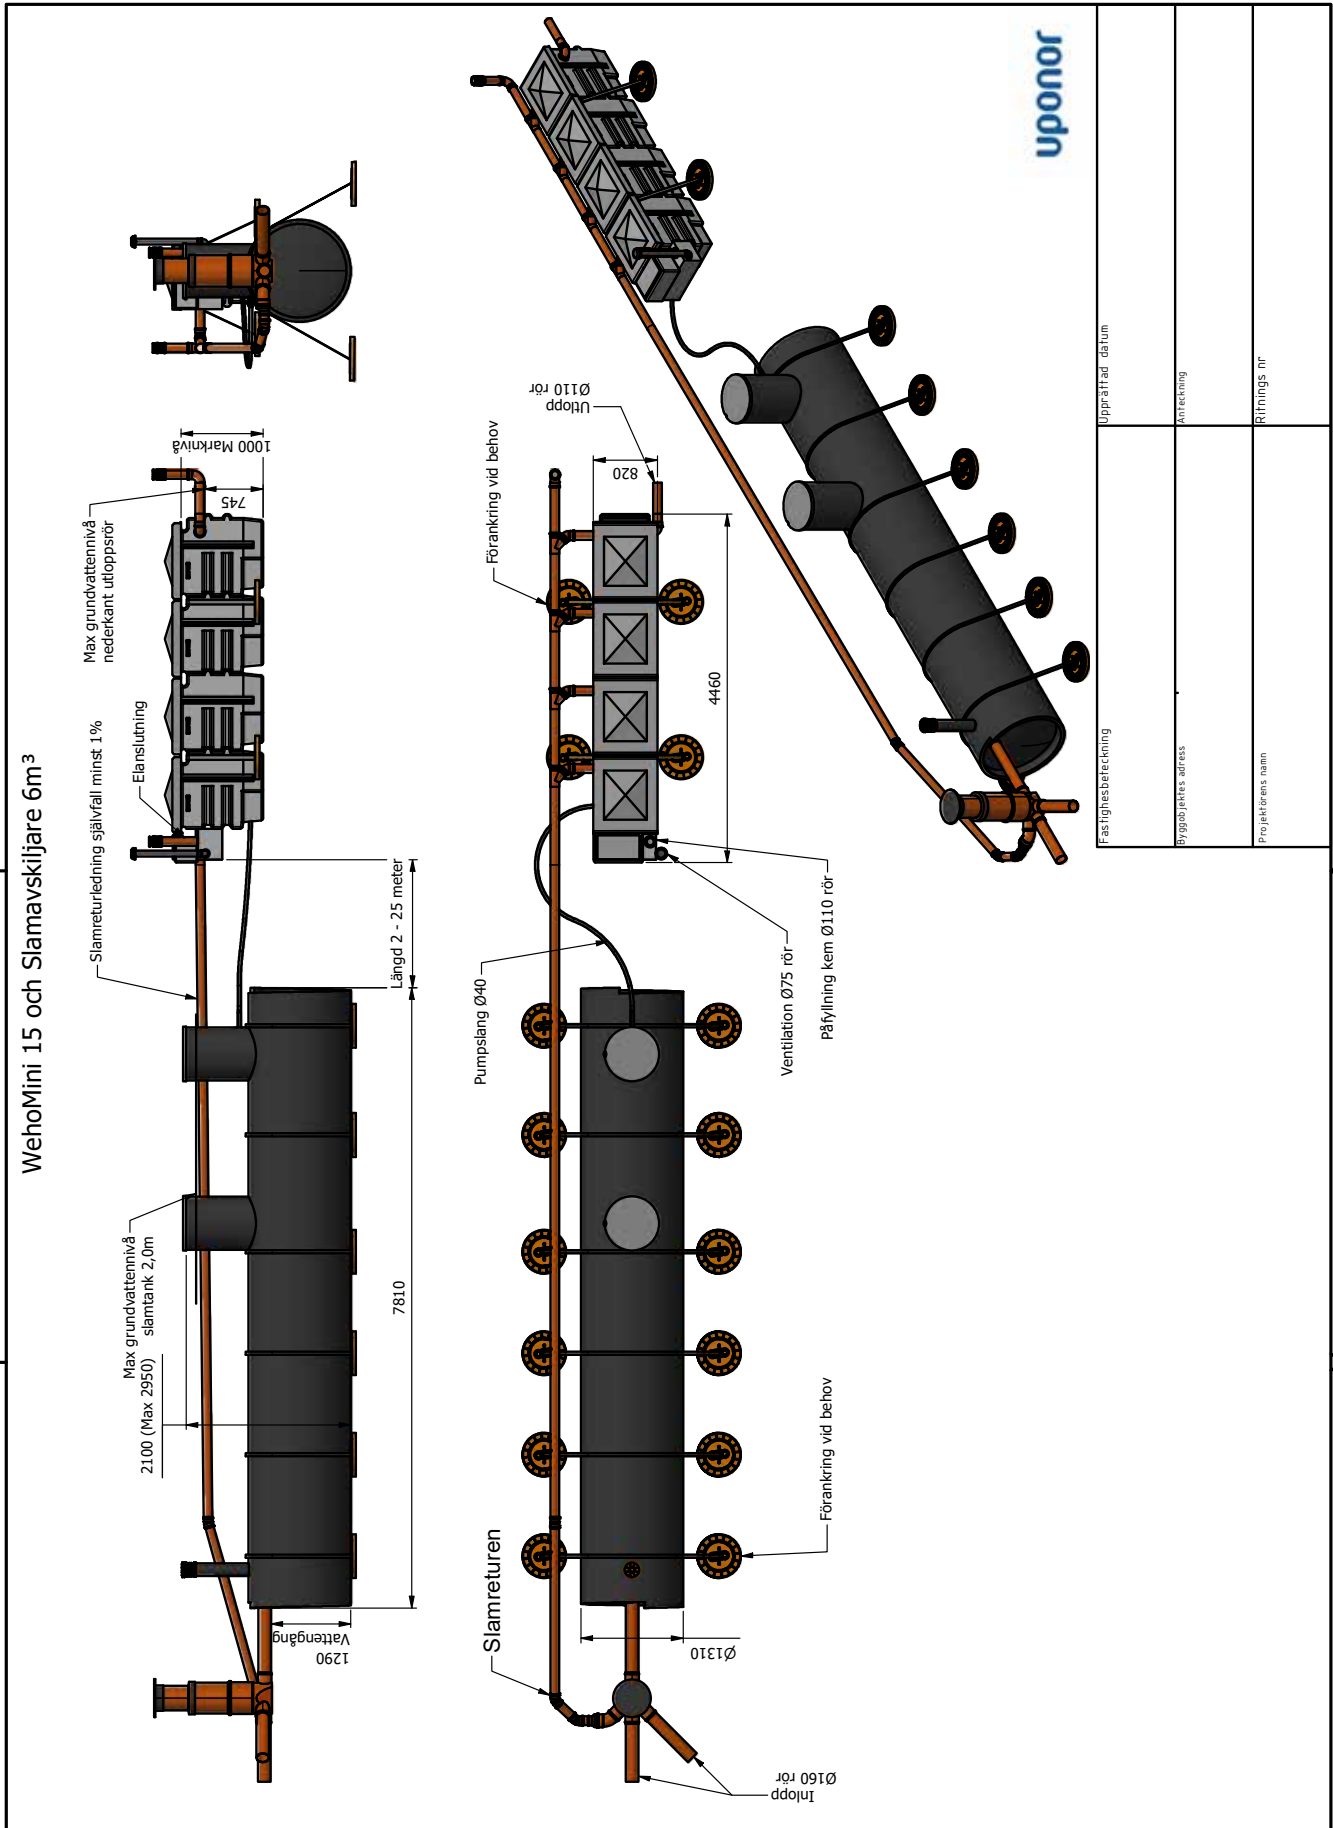 WehoMini 15 och Slamavskiljare 6m³
Slamreturledning självfall minst 1%
Elanslutning
Max grundvattennivå
nederkant utloppsrör
1000 Marknivå
745
Längd 2 - 25 meter
Max grundvattennivå
slamtank 2,0m
2100 (Max 2950)
7810
1290
Vattengång
Förankring vid behov
Utlopp
Ø110 rör
820
4460
Pumpslang Ø40
Ventilation Ø75 rör
Påfyllning kem Ø110 rör
Slamreturen
Förankring vid behov
Ø1310
Inlopp
Ø160 rör
uponor
Fastighesbeteckning
Upprättad datum
Byggobjektes adress
Anteckning
Projektörens namn
Ritnings nr